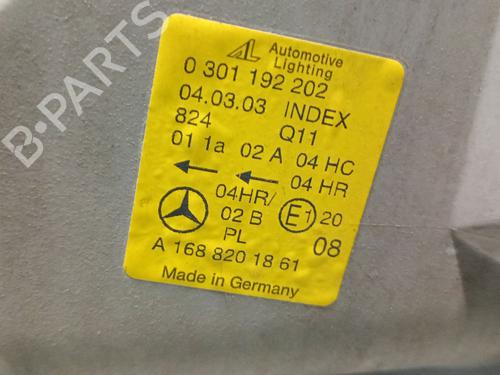 B-PARTS
AL Automotive
Lighting
0 301 192 202
04.03.03 INDEX
824 Q11
01 1a 02 A 04 HC
04 HR
04HR/
02 B E1 20
PL 08
A 168 820 18 61
Made in Germany